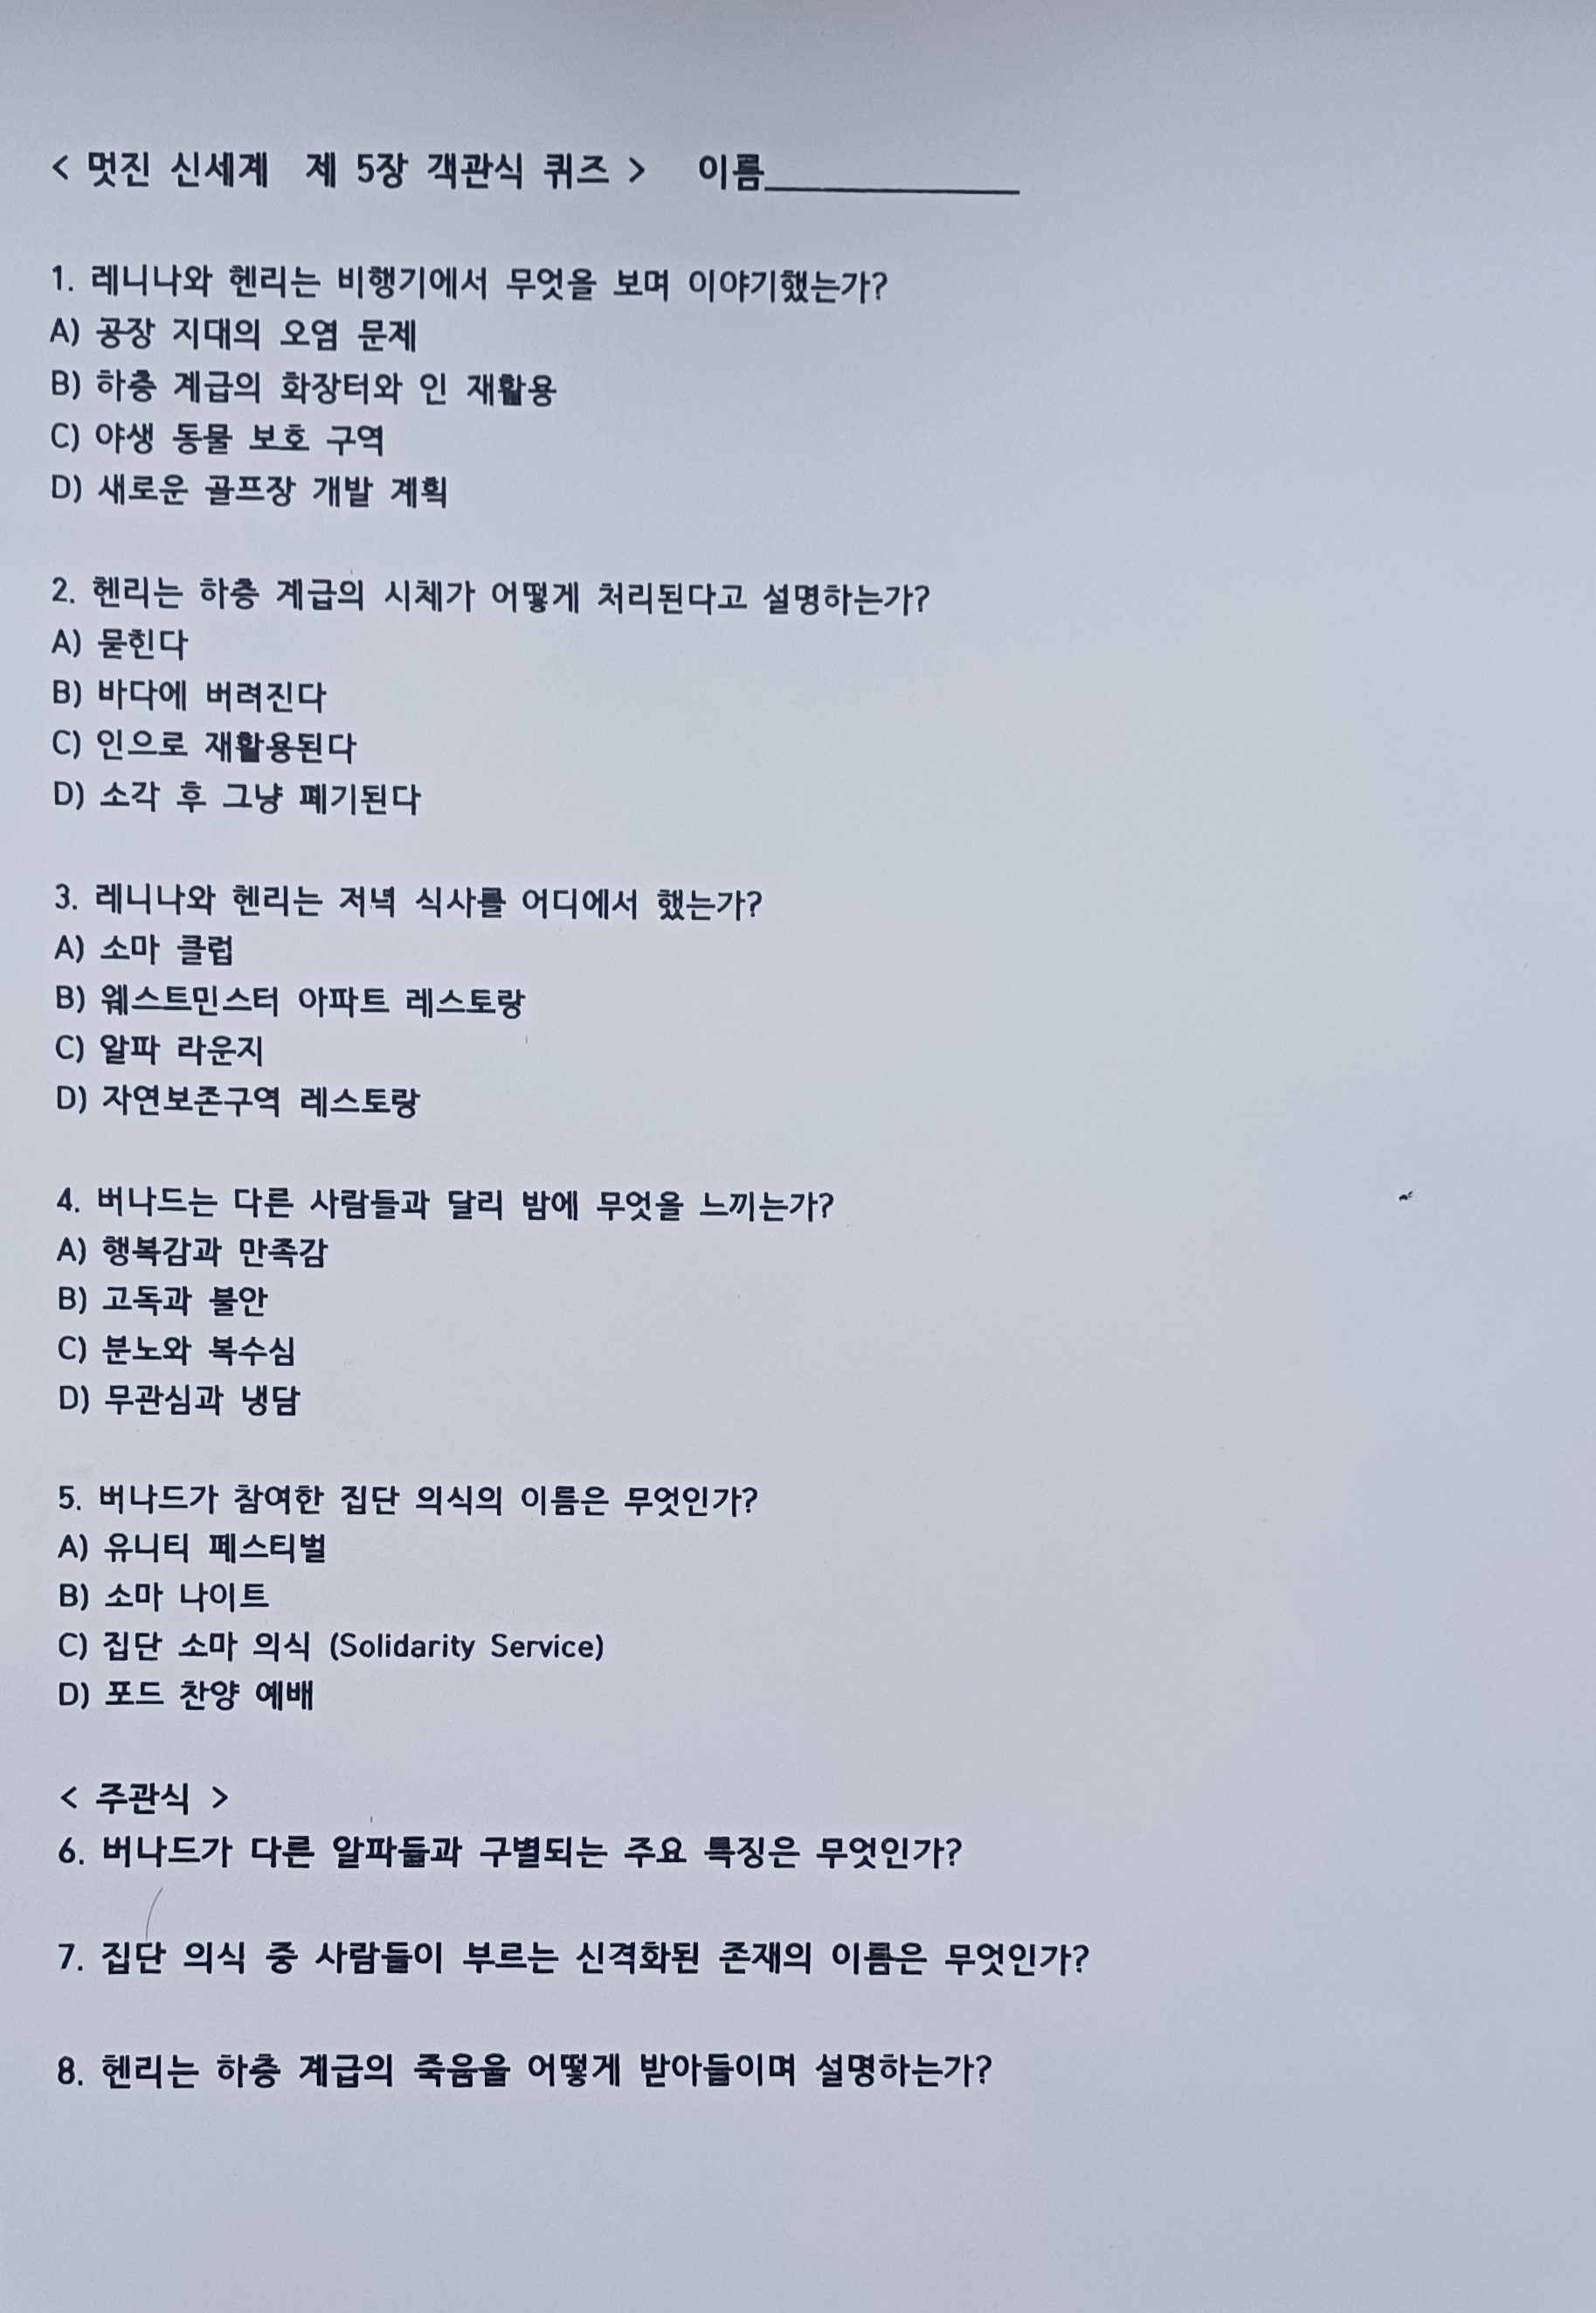 < 멋진 신세계 제 5장 객관식 퀴즈 > 이름
1. 레니나와 헨리는 비행기에서 무엇을 보며 이야기했는가?
A) 공장 지대의 오염 문제
B) 하층 계급의 화장터와 인 재활용
C) 야생 동물 보호 구역
D) 새로운 골프장 개발 계획
2. 헨리는 하층 계급의 시체가 어떻게 처리된다고 설명하는가?
A) 묻힌다
B) 바다에 버려진다
C) 인으로 재활용된다
D) 소각 후 그냥 폐기된다
3. 레니나와 헨리는 저녁 식사를 어디에서 했는가?
A) 소마 클럽
B) 웨스트민스터 아파트 레스토랑
C) 알파 라운지
D) 자연보존구역 레스토랑
4. 버나드는 다른 사람들과 달리 밤에 무엇을 느끼는가?
A) 행복감과 만족감
B) 고독과 불안
C) 분노와 복수심
D) 무관심과 냉담
5. 버나드가 참여한 집단 의식의 이름은 무엇인가?
A) 유니티 페스티벌
B) 소마 나이트
C) 집단 소마 의식 (Solidarity Service)
D) 포드 찬양 예배
< 주관식 >
6. 버나드가 다른 알파들과 구별되는 주요 특징은 무엇인가?
7. 집단 의식 중 사람들이 부르는 신격화된 존재의 이름은 무엇인가?
8. 헨리는 하층 계급의 죽음을 어떻게 받아들이며 설명하는가?